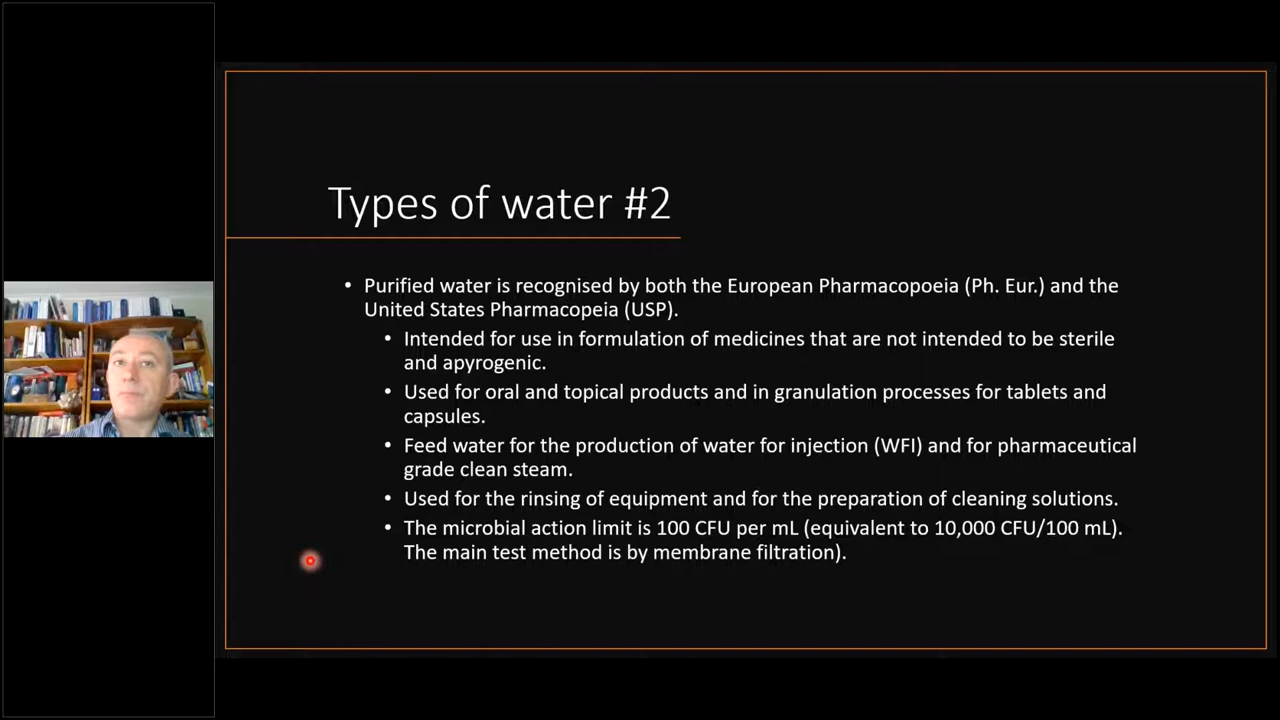 Types of water #2
• Purified water is recognised by both the European Pharmacopoeia (Ph. Eur.) and the
United States Pharmacopeia (USP).
• Intended for use in formulation of medicines that are not intended to be sterile
and apyrogenic.
• Used for oral and topical products and in granulation processes for tablets and
capsules.
• Feed water for the production of water for injection (WFI) and for pharmaceutical
grade clean steam.
• Used for the rinsing of equipment and for the preparation of cleaning solutions.
• The microbial action limit is 100 CFU per mL (equivalent to 10,000 CFU/100 mL).
The main test method is by membrane filtration).